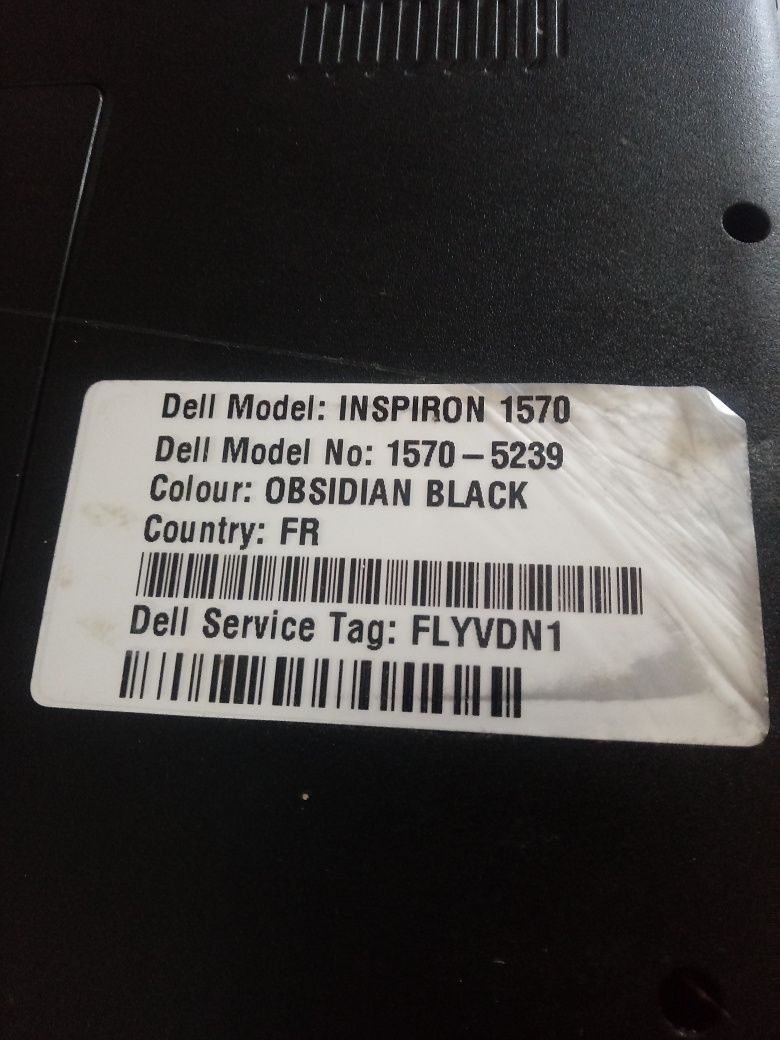 Dell Model: INSPIRON 1570
Dell Model No: 1570-5239
Colour: OBSIDIAN BLACK
Country: FR
Dell Service Tag: FLYVDN1